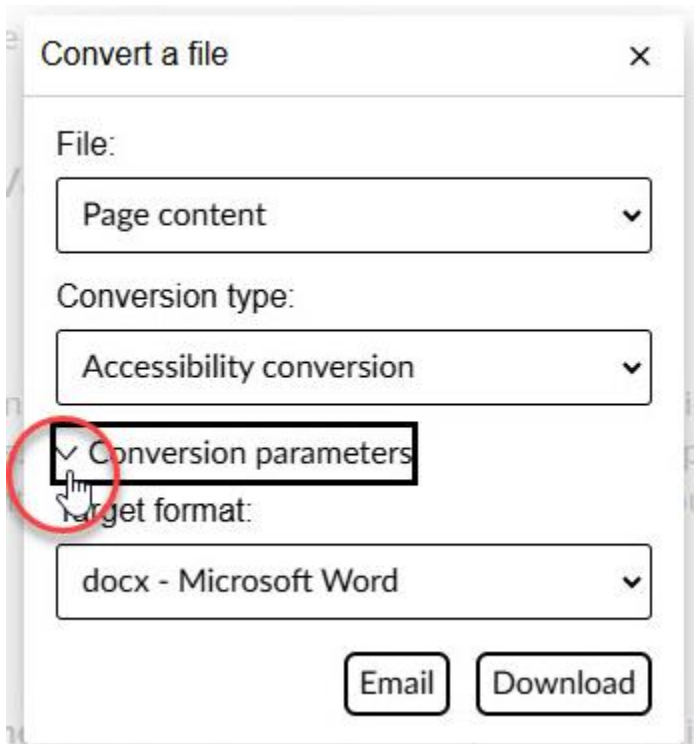 Convert a file
File:
Page content
Conversion type:
Accessibility conversion
Conversion parameters
Target format:
docx - Microsoft Word
Email Download